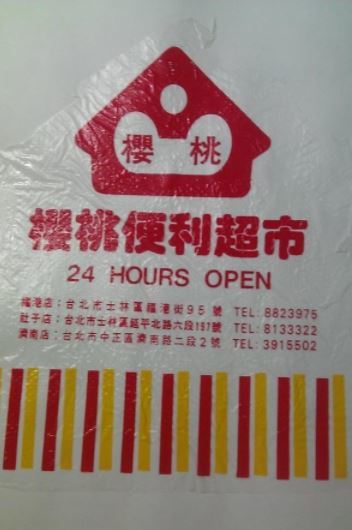 櫻桃
櫻桃便利超市
24 HOURS OPEN
福港店：台北市士林區福港街95號 TEL: 8823975
社子店：台北市士林區延平北路六段197號 TEL: 8133322
濟南店：台北市中正區濟南路二段2號 TEL: 3915502